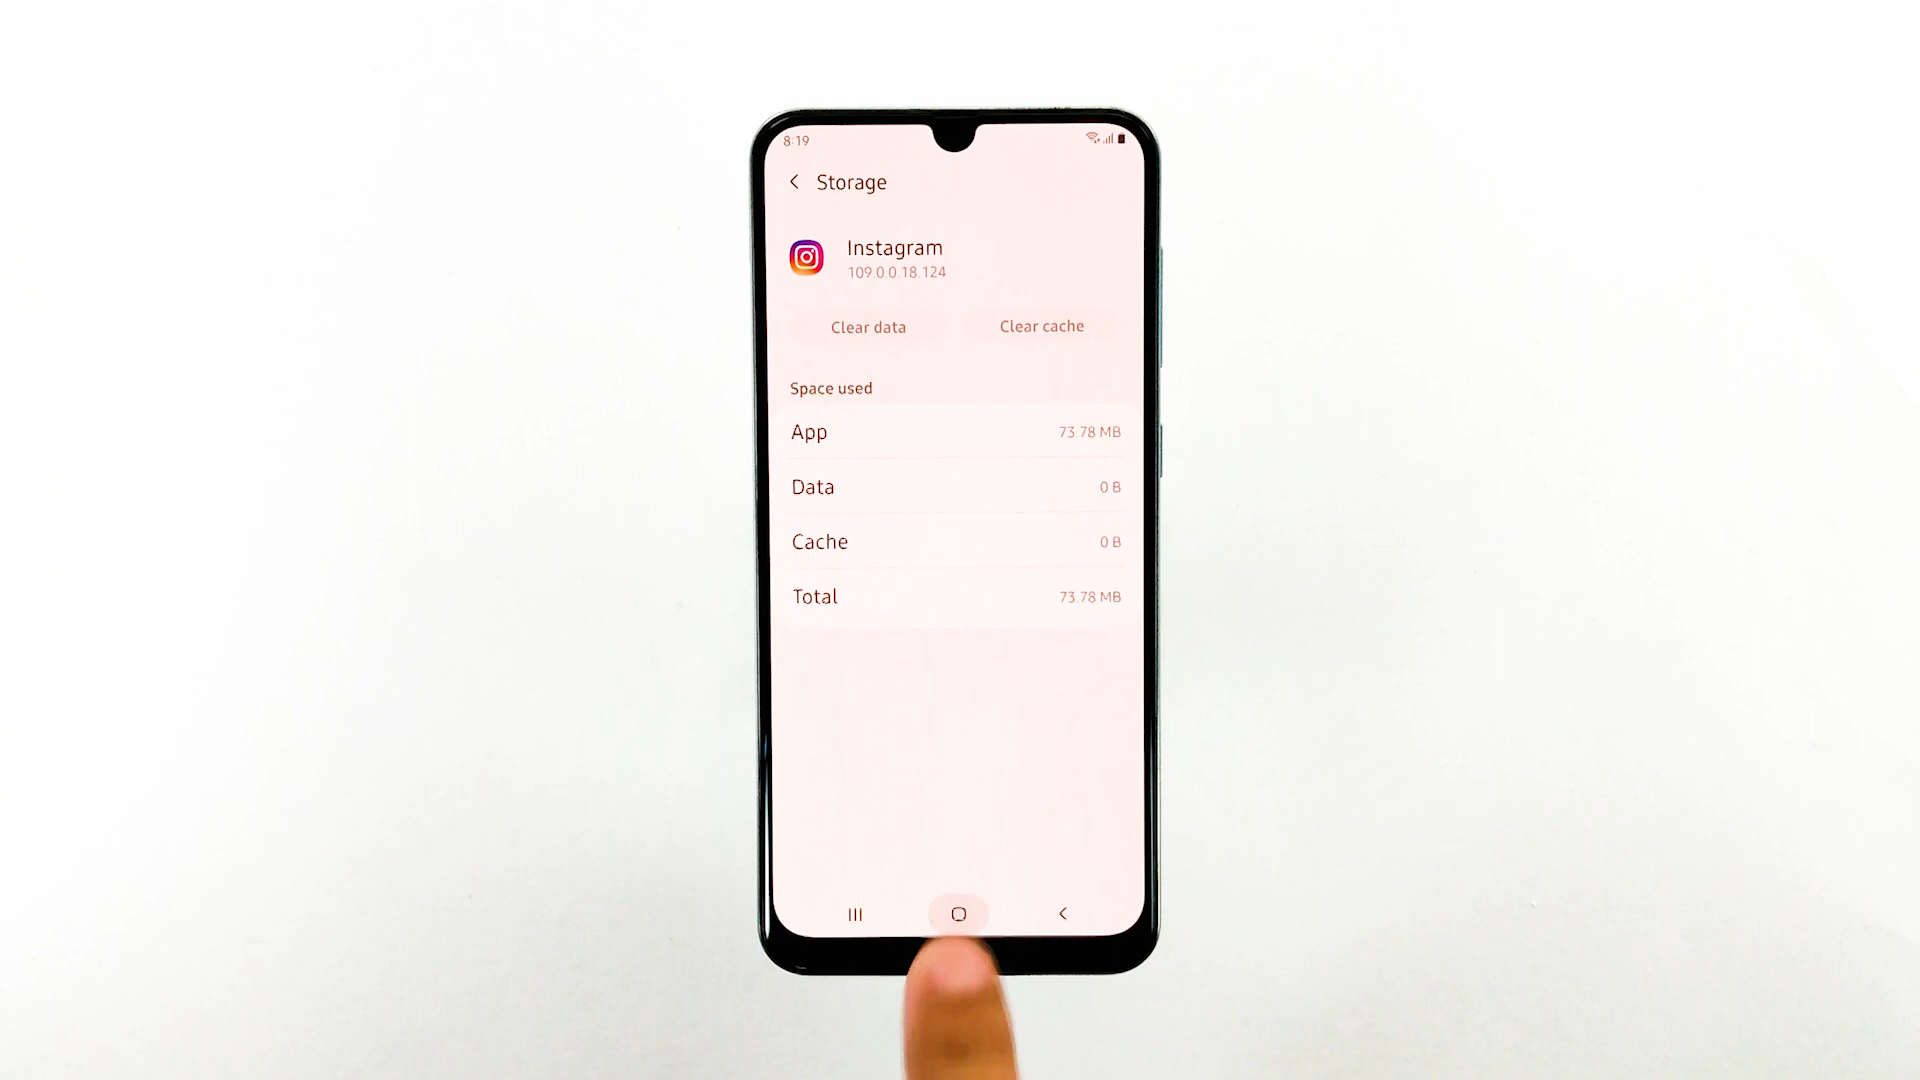 8:19
Storage
Instagram
109.0.0.18.124
Clear data Clear cache
Space used
App 73.78 MB
Data 0 B
Cache 0 B
Total 73.78 MB